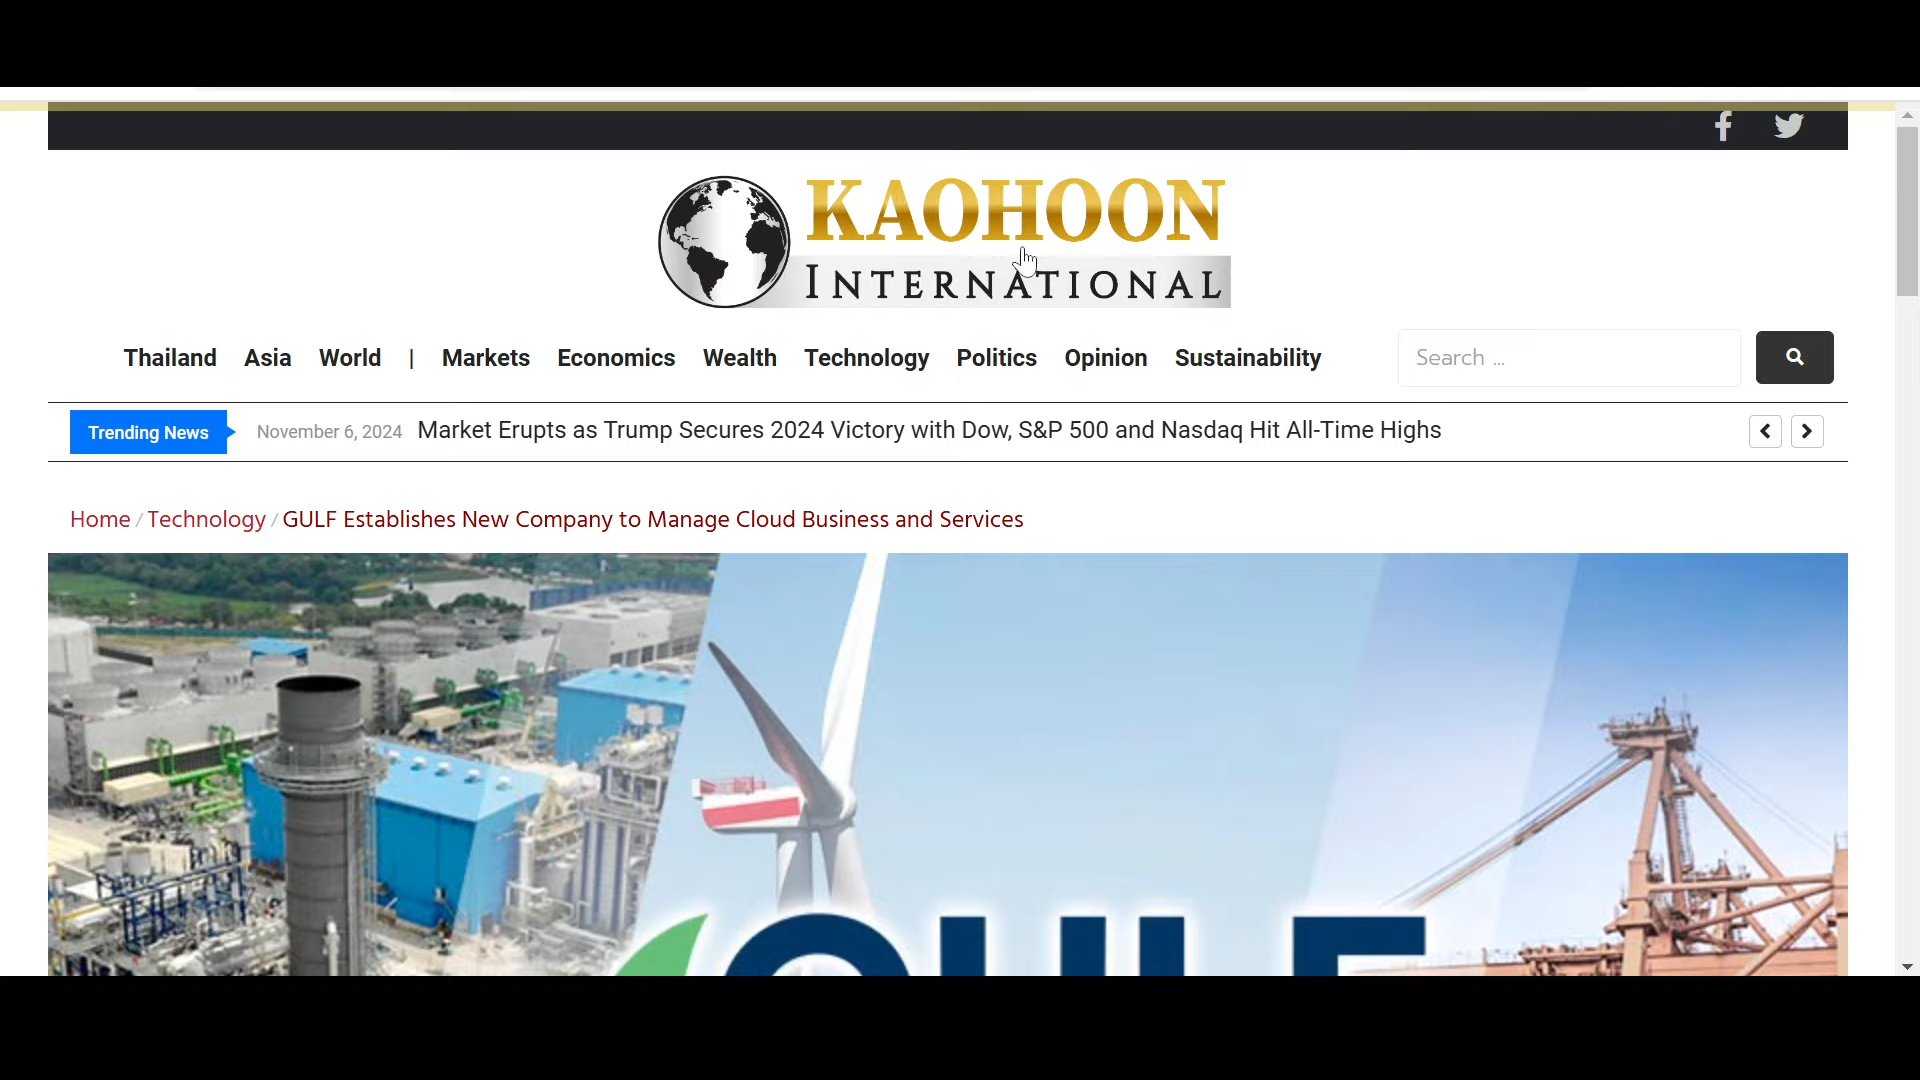 KAOHOON
INTERNATIONAL
Thailand Asia World | Markets Economics Wealth Technology Politics Opinion Sustainability Search ...
Trending News November 6, 2024 Market Erupts as Trump Secures 2024 Victory with Dow, S&P 500 and Nasdaq Hit All-Time Highs
Home / Technology / GULF Establishes New Company to Manage Cloud Business and Services
GULF